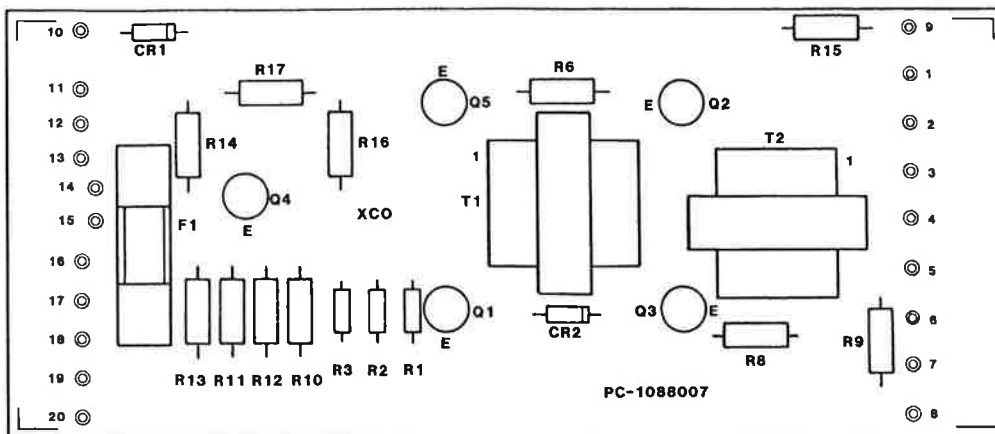 10
CR1
R15
9
11
R17
E
Q5
R6
E
Q2
1
12
R14
R16
2
13
1
T2
1
3
14
Q4
E
F1
XCO
T1
15
4
16
5
17
Q1
E
CR2
Q3
E
6
18
R8
R9
7
R13
R11
R12
R10
R3
R2
R1
19
PC-1088007
20
8